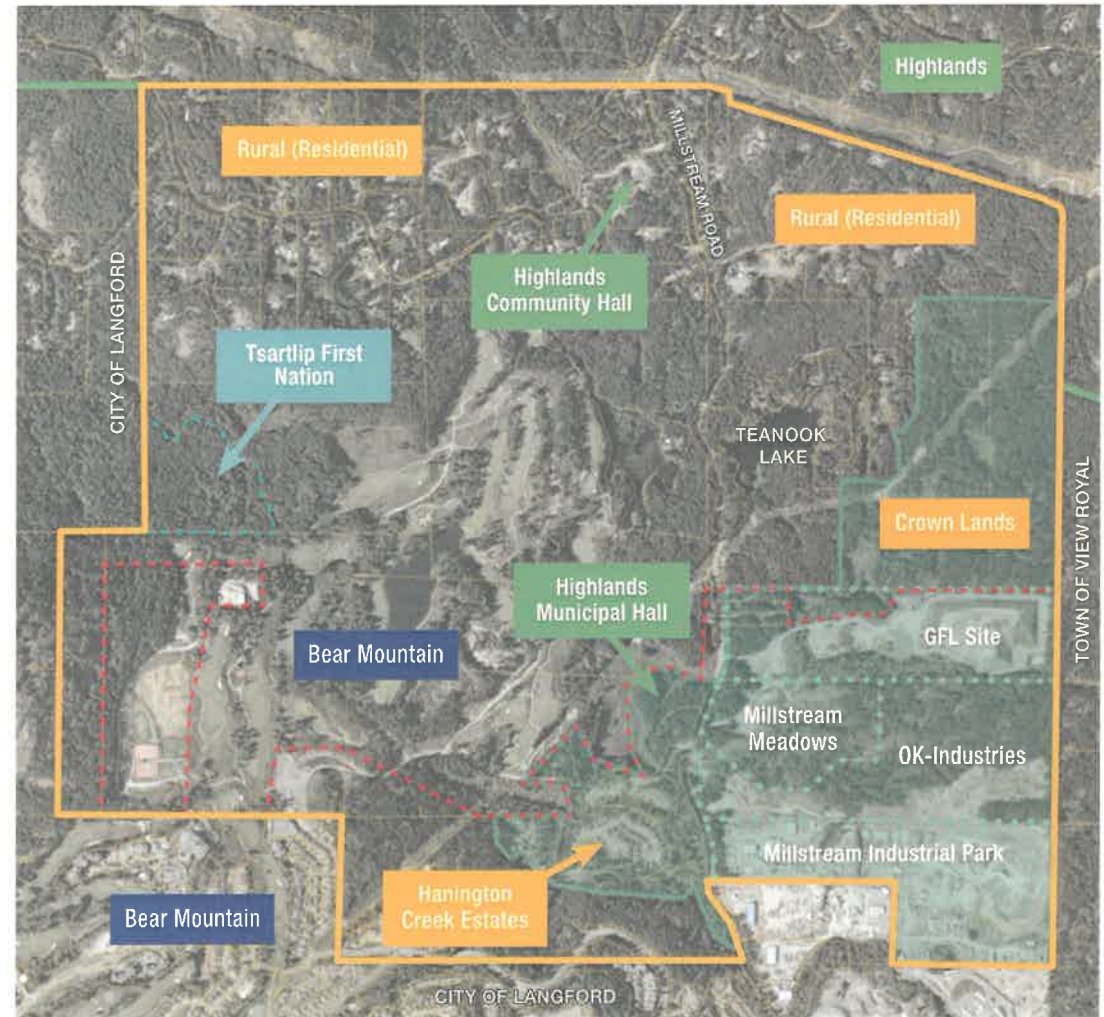 Highlands
Rural (Residential)
MILLSTREAM ROAD
Rural (Residential)
Highlands
Community Hall
CITY OF LANGFORD
Tsartlip First
Nation
TEANOOK
LAKE
Crown Lands
TOWN OF VIEW ROYAL
Highlands
Municipal Hall
GFL Site
Bear Mountain
Millstream
Meadows
OK-Industries
Millstream Industrial Park
Hanington
Creek Estates
Bear Mountain
CITY OF LANGFORD